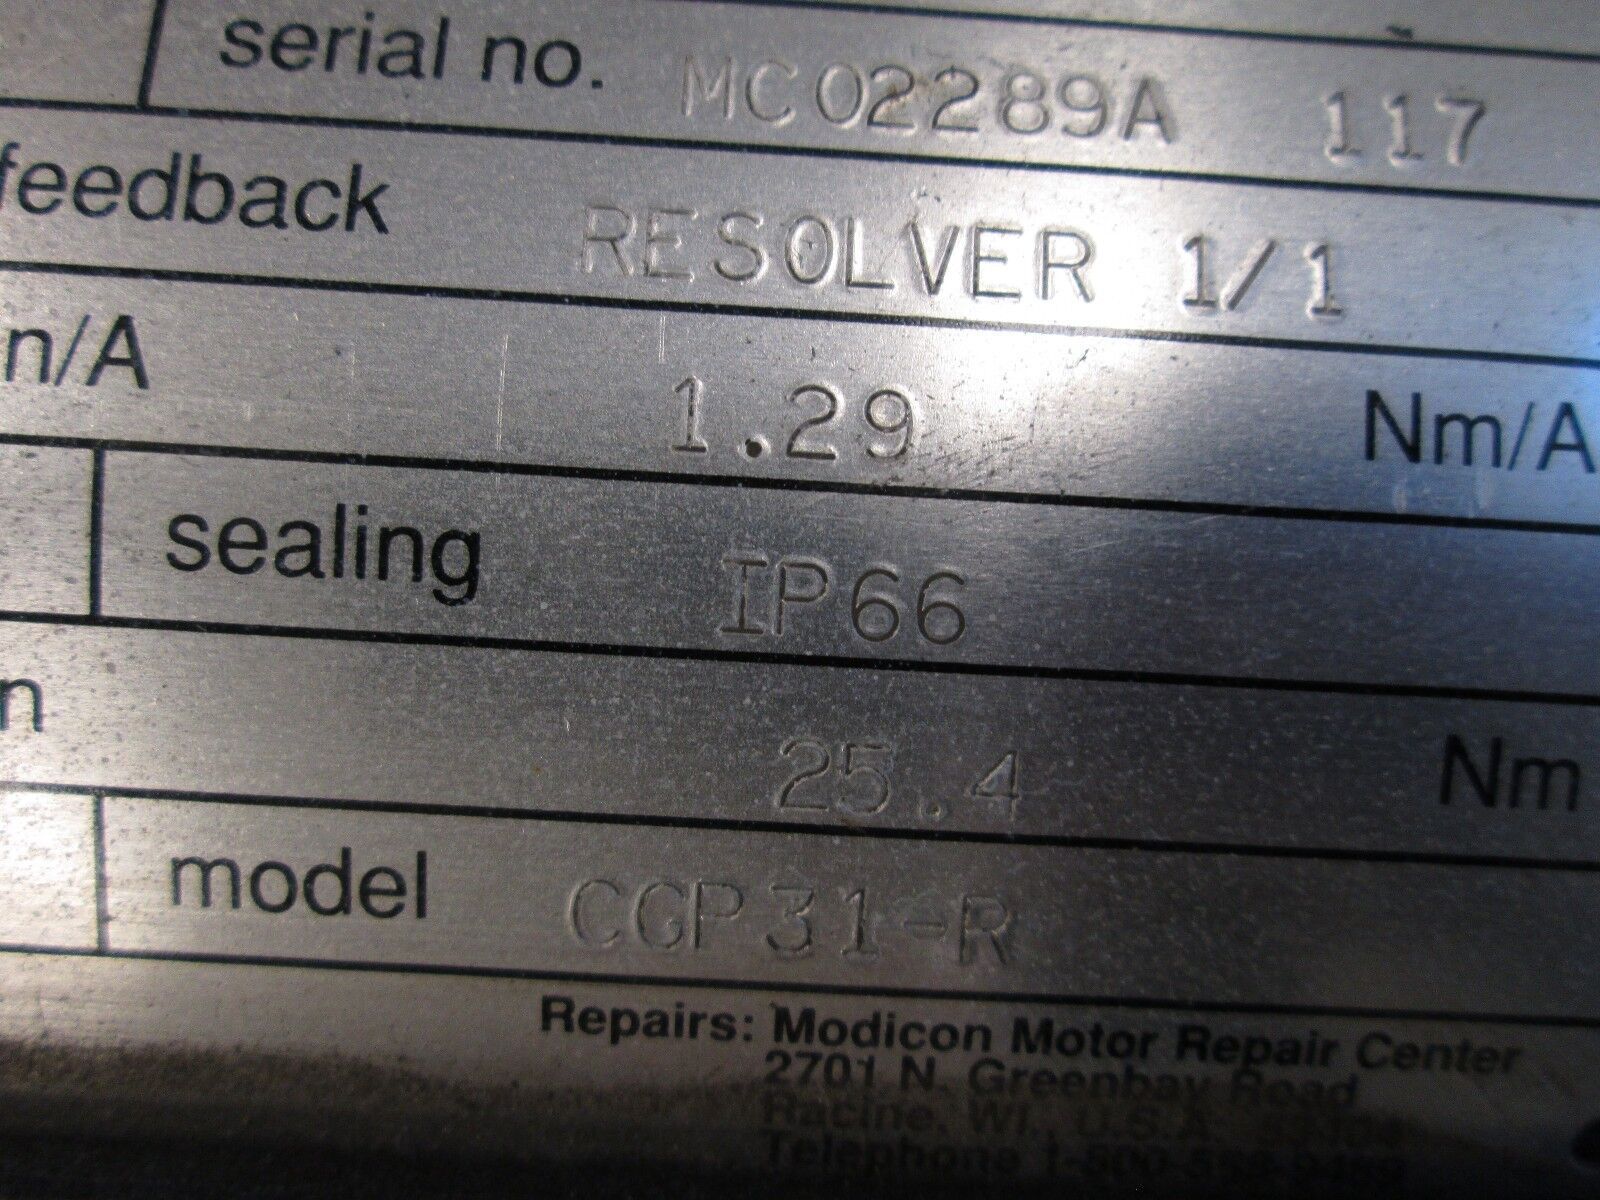 serial no. MC02289A 117
feedback RESOLVER 1/1
n/A 1.29 Nm/A
sealing IP66
n 25.4 Nm
model CGP31-R
Repairs: Modicon Motor Repair Center
2701 N. Greenbay Road
Racine, WI, U.S.A
Telephone